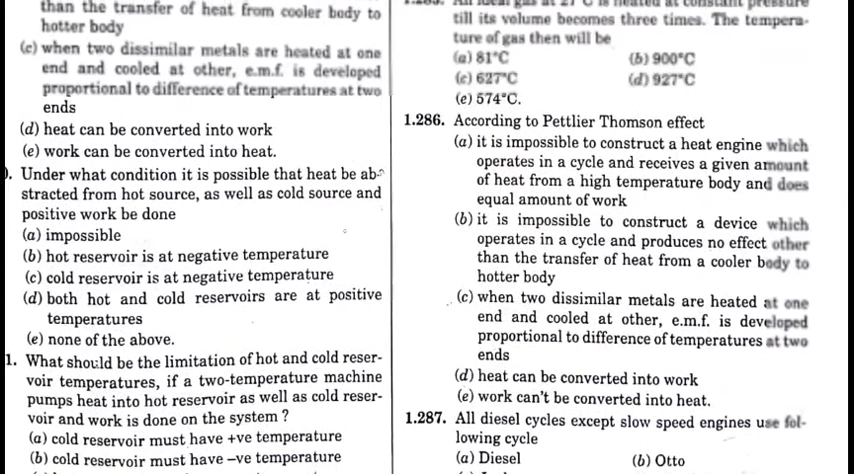 than the transfer of heat from cooler body to
hotter body
(c) when two dissimilar metals are heated at one
end and cooled at other, e.m.f. is developed
proportional to difference of temperatures at two
ends
(d) heat can be converted into work
(e) work can be converted into heat.
0. Under what condition it is possible that heat be ab-
stracted from hot source, as well as cold source and
positive work be done
(a) impossible
(b) hot reservoir is at negative temperature
(c) cold reservoir is at negative temperature
(d) both hot and cold reservoirs are at positive
temperatures
(e) none of the above.
1. What should be the limitation of hot and cold reser-
voir temperatures, if a two-temperature machine
pumps heat into hot reservoir as well as cold reser-
voir and work is done on the system ?
(a) cold reservoir must have +ve temperature
(b) cold reservoir must have –ve temperature
1.285. An ideal gas at 27°C is heated at constant pressure
till its volume becomes three times. The tempera-
ture of gas then will be
(a) 81°C (b) 900°C
(c) 627°C (d) 927°C
(e) 574°C.
1.286. According to Pettlier Thomson effect
(a) it is impossible to construct a heat engine which
operates in a cycle and receives a given amount
of heat from a high temperature body and does
equal amount of work
(b) it is impossible to construct a device which
operates in a cycle and produces no effect other
than the transfer of heat from a cooler body to
hotter body
(c) when two dissimilar metals are heated at one
end and cooled at other, e.m.f. is developed
proportional to difference of temperatures at two
ends
(d) heat can be converted into work
(e) work can't be converted into heat.
1.287. All diesel cycles except slow speed engines use fol-
lowing cycle
(a) Diesel (b) Otto